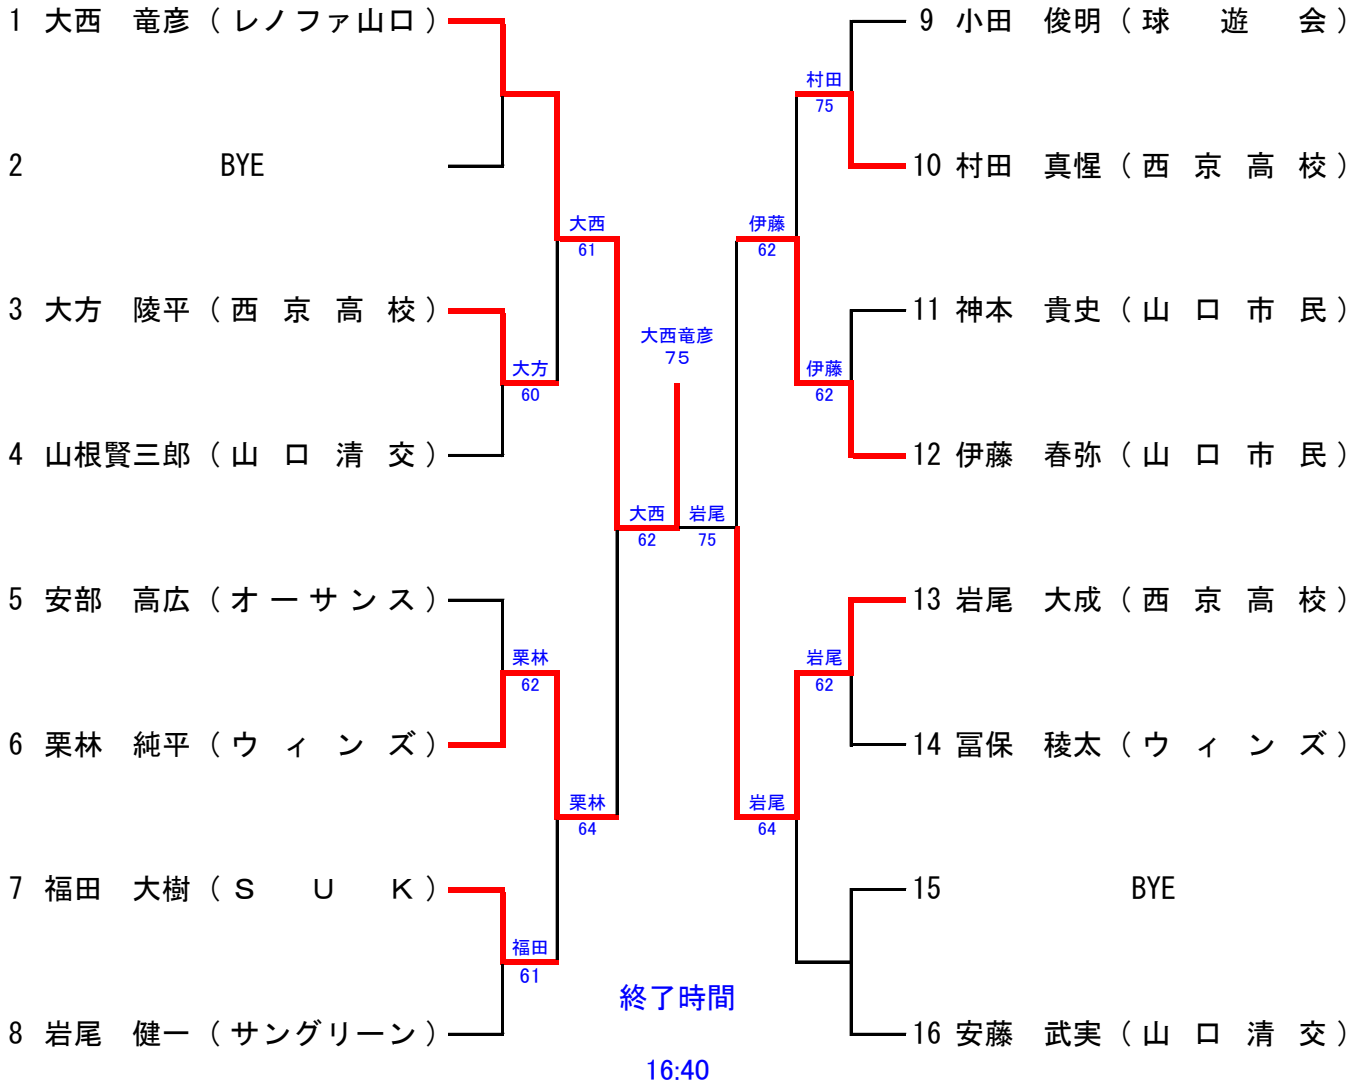 1 大西 竜彦 ( レノファ山口 )
2 BYE
3 大方 陵平 ( 西 京 高 校 )
4 山根賢三郎 ( 山 口 清 交 )
5 安部 高広 ( オ ー サ ン ス )
6 栗林 純平 ( ウ ィ ン ズ )
7 福田 大樹 ( Ｓ Ｕ Ｋ )
8 岩尾 健一 ( サングリーン )
大西
61
大方
60
栗林
62
栗林
64
福田
61
大西竜彦
75
大西
62
岩尾
75
終了時間
16:40
村田
75
伊藤
62
伊藤
62
岩尾
62
岩尾
64
9 小田 俊明 ( 球 遊 会 )
10 村田 真惺 ( 西 京 高 校 )
11 神本 貴史 ( 山 口 市 民 )
12 伊藤 春弥 ( 山 口 市 民 )
13 岩尾 大成 ( 西 京 高 校 )
14 冨保 稜太 ( ウ ィ ン ズ )
15 BYE
16 安藤 武実 ( 山 口 清 交 )